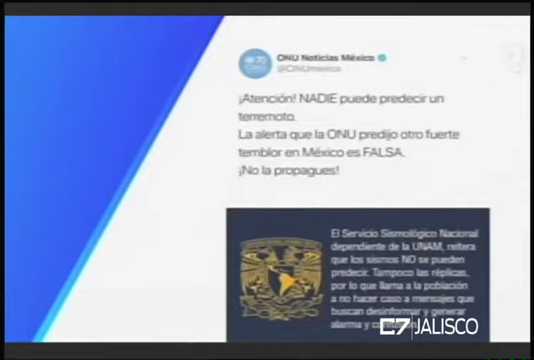 ONU Noticias México
@ONUmexico
¡Atención! NADIE puede predecir un
terremoto.
La alerta que la ONU predijo otro fuerte
temblor en México es FALSA.
¡No la propagues!
El Servicio Sismológico Nacional
dependiente de la UNAM, reitera
que los sismos NO se pueden
predecir. Tampoco las réplicas,
por lo que llama a la población
a no hacer caso a mensajes que
buscan desinformar y generar
alarma y
C7 JALISCO